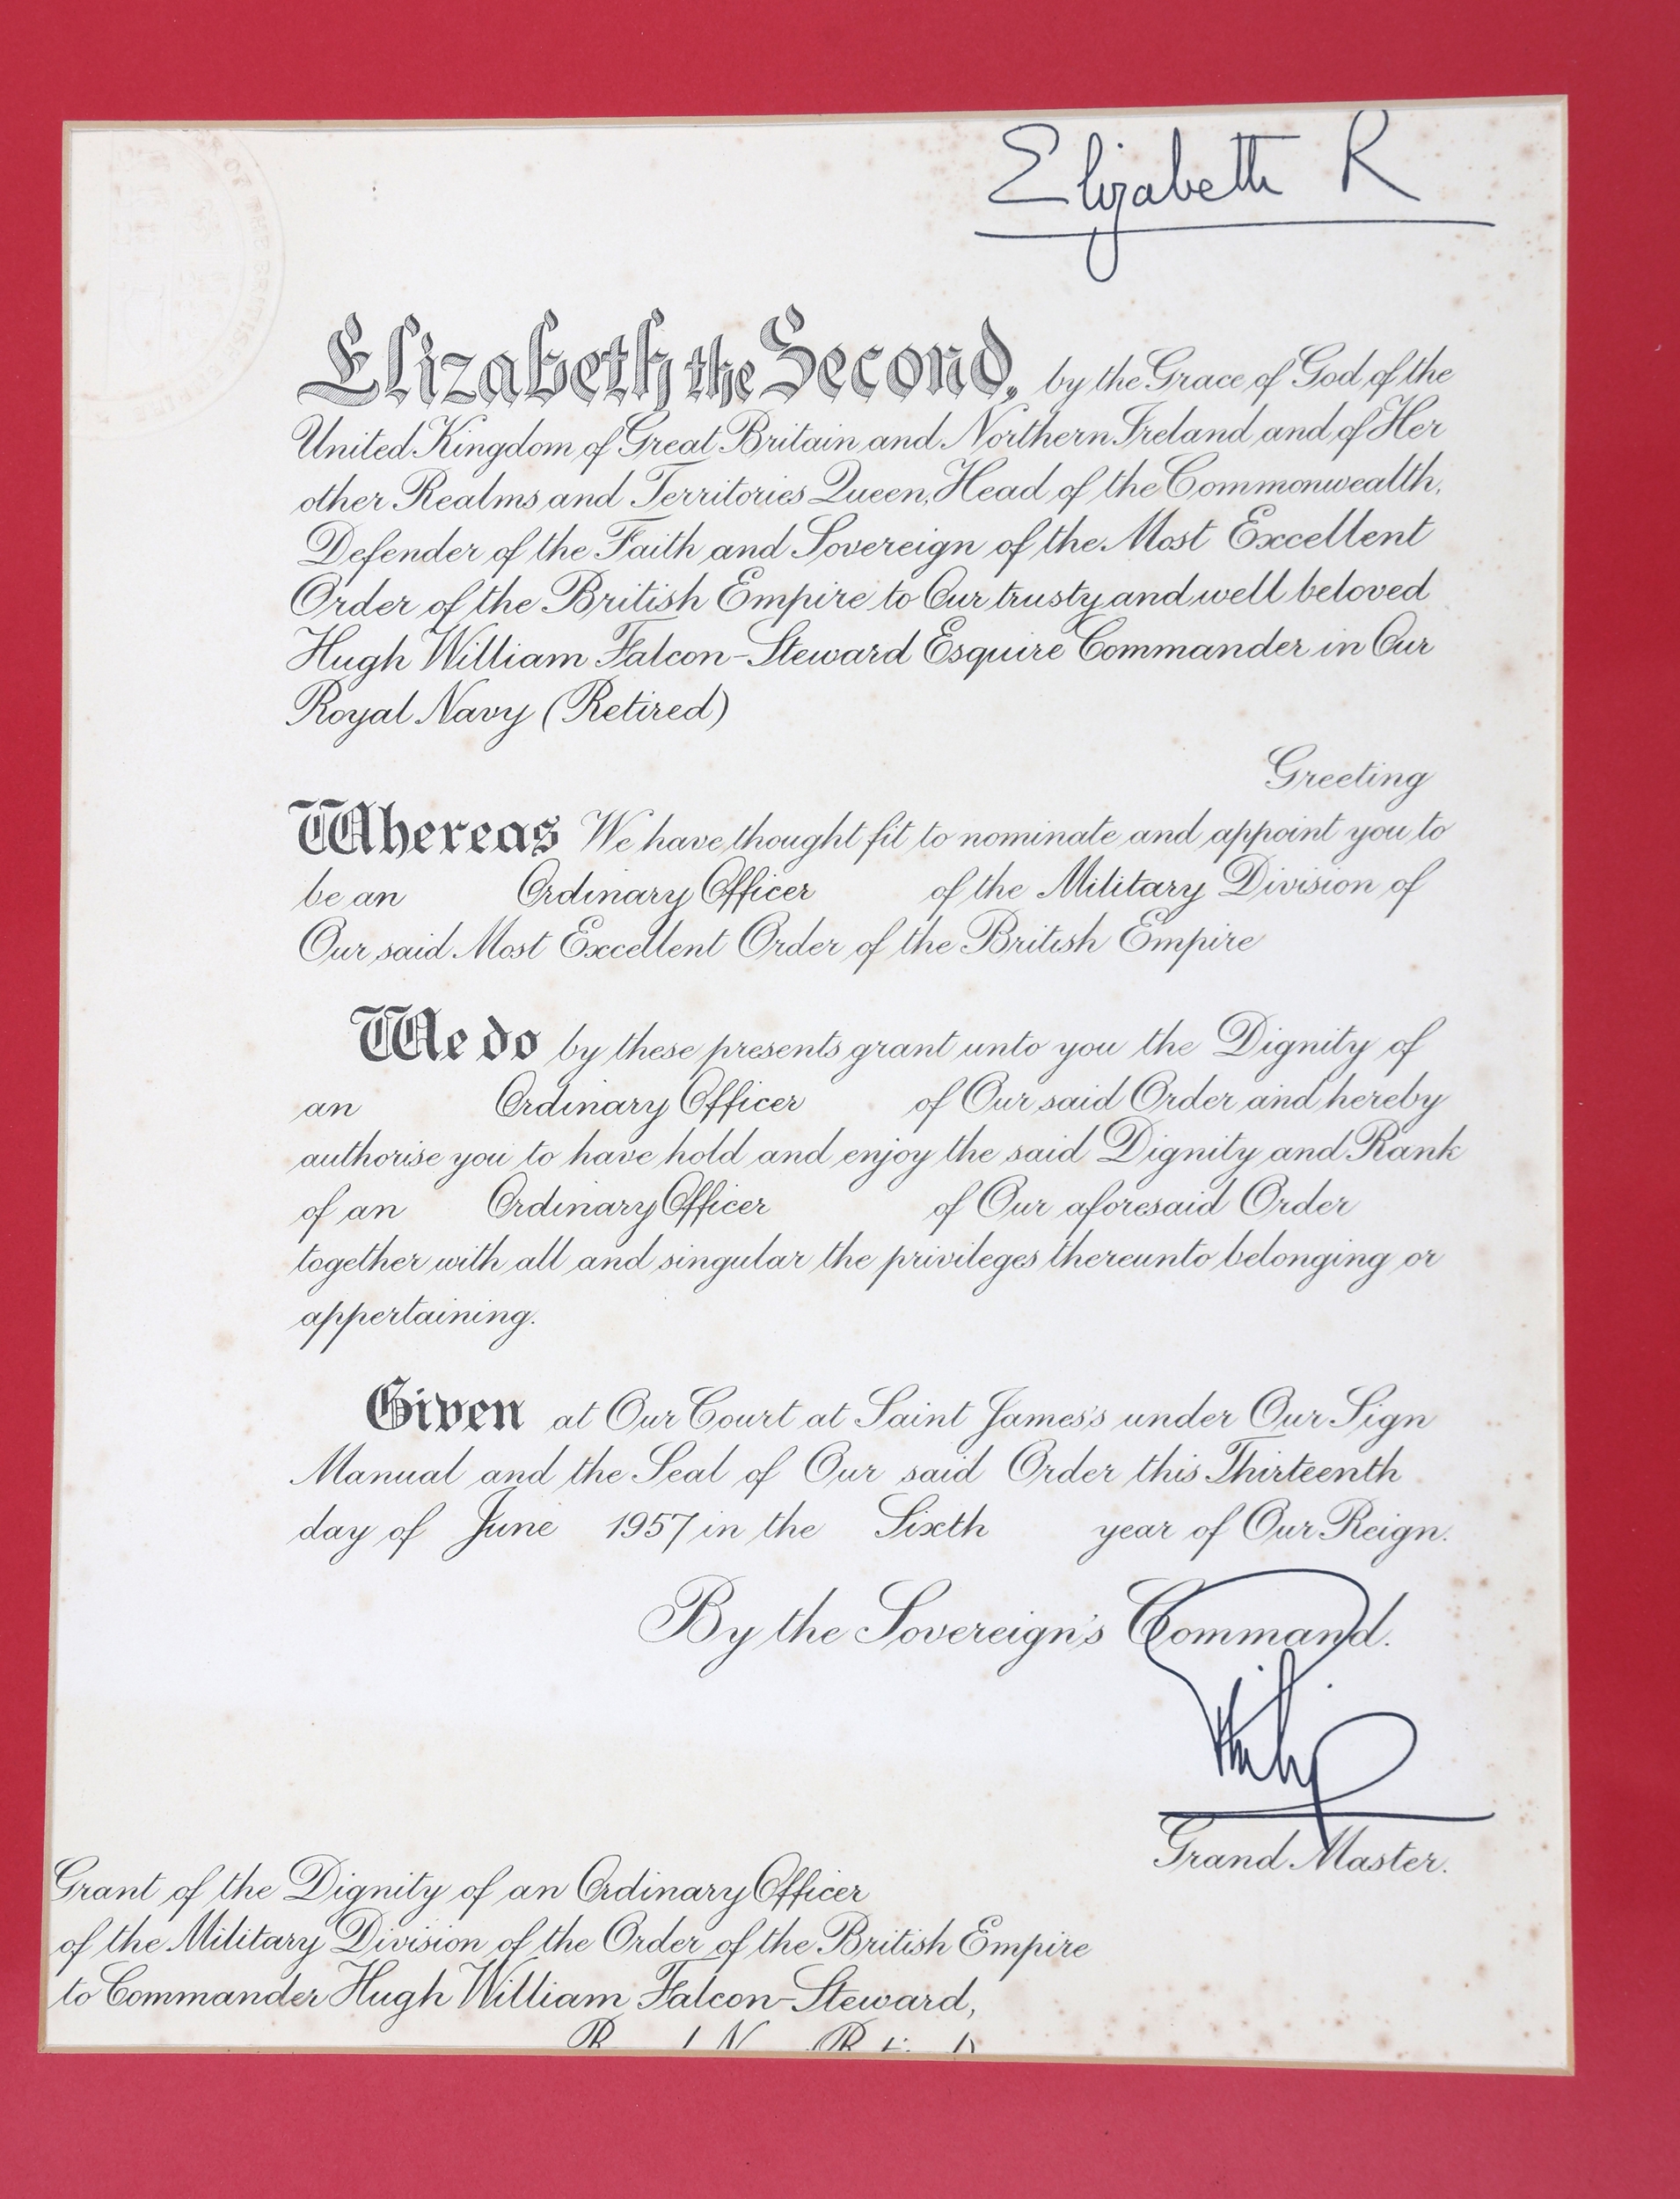 Elizabeth R
Elizabeth the Second, by the Grace of God of the
United Kingdom of Great Britain and Northern Ireland and of Her
other Realms and Territories Queen, Head of the Commonwealth,
Defender of the Faith and Sovereign of the Most Excellent
Order of the British Empire to Our trusty and well beloved
Hugh William Falcon-Steward Esquire Commander in Our
Royal Navy (Retired)
Greeting
Whereas We have thought fit to nominate and appoint you to
be an Ordinary Officer of the Military Division of
Our said Most Excellent Order of the British Empire
We do by these presents grant unto you the Dignity of
an Ordinary Officer of Our said Order and hereby
authorise you to have hold and enjoy the said Dignity and Rank
of an Ordinary Officer of Our aforesaid Order
together with all and singular the privileges thereunto belonging or
appertaining.
Given at Our Court at Saint James's under Our Sign
Manual and the Seal of Our said Order this Thirteenth
day of June 1957 in the Sixth year of Our Reign.
By the Sovereign's Command.
Philip
Grand Master.
Grant of the Dignity of an Ordinary Officer
of the Military Division of the Order of the British Empire
to Commander Hugh William Falcon-Steward,